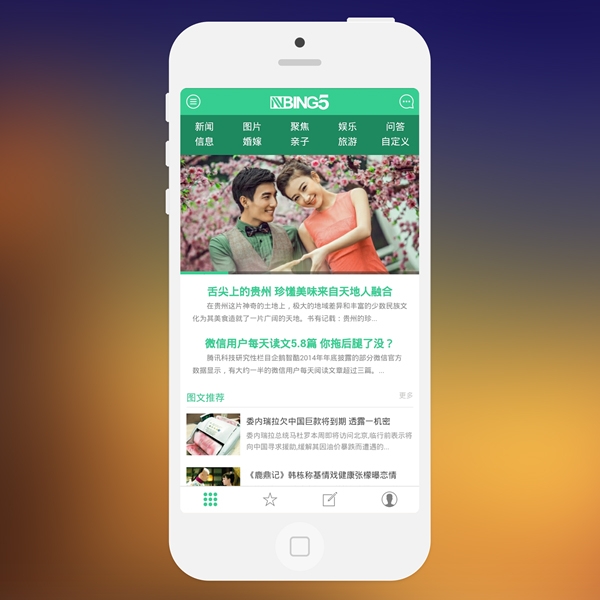 NBING5
新闻 图片 聚焦 娱乐 问答
信息 婚嫁 亲子 旅游 自定义
舌尖上的贵州 珍馐美味来自天地人融合
在贵州这片神奇的土地上，极大的地域差异和丰富的少数民族文
化为其美食造就了一片广阔的天地。书有记载：贵州的珍...
微信用户每天读文5.8篇 你拖后腿了没？
腾讯科技研究性栏目企鹅智酷2014年年底披露的部分微信官方
数据显示，有大约一半的微信用户每天阅读文章超过三篇。...
图文推荐 更多
委内瑞拉欠中国巨款将到期 透露一机密
委内瑞拉总统马杜罗本周即将访问北京,临行前表示将
向中国寻求援助,缓解其因油价暴跌而遭遇的...
《鹿鼎记》韩栋称基情戏健康张檬曝恋情